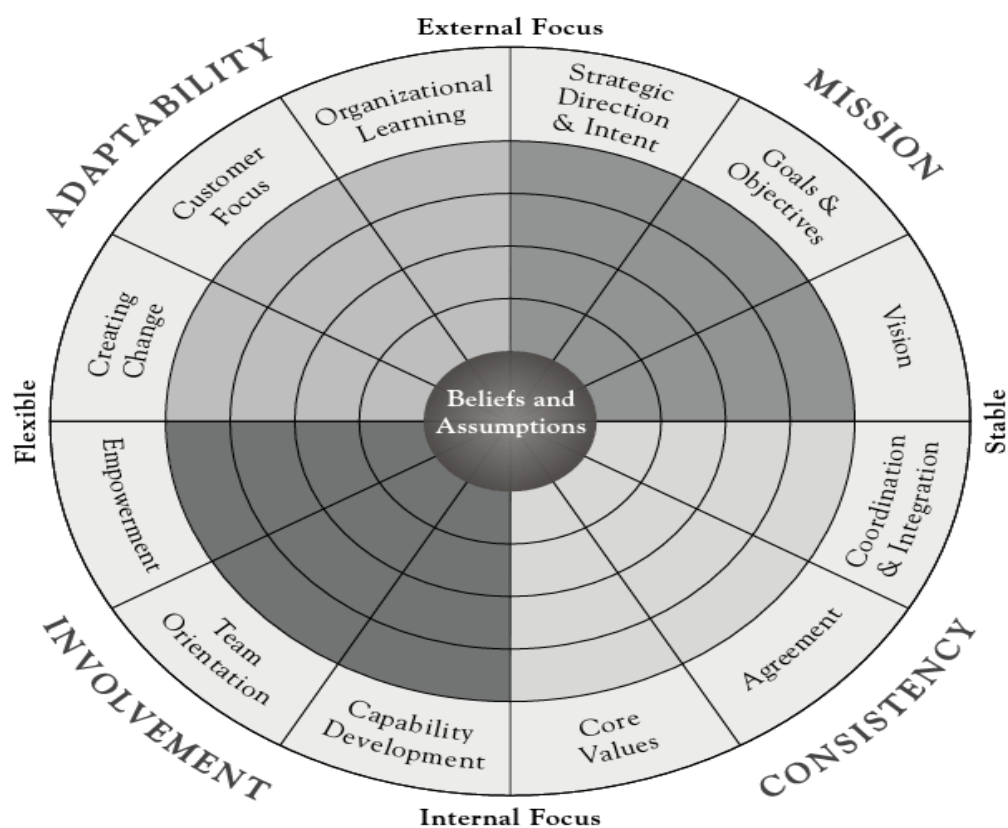 External Focus
ADAPTABILITY
MISSION
Organizational
Learning
Strategic
Direction
& Intent
Customer
Focus
Goals &
Objectives
Creating
Change
Vision
Flexible
Beliefs and
Assumptions
Stable
Empowerment
Coordination
& Integration
Team
Orientation
Agreement
Capability
Development
Core
Values
INVOLVEMENT
CONSISTENCY
Internal Focus